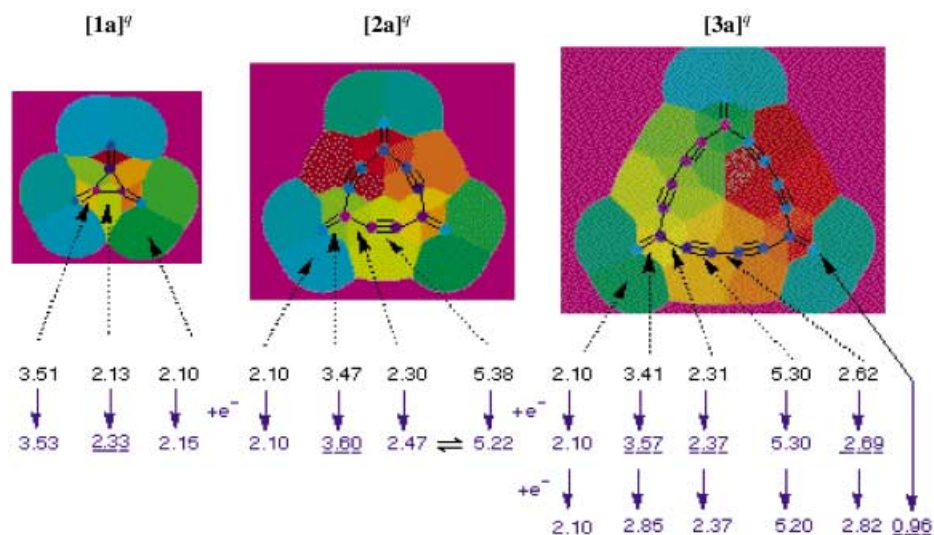 [1a]q [2a]q [3a]q
3.51 2.13 2.10 2.10 3.47 2.30 5.38 2.10 3.41 2.31 5.30 2.62
+e− +e−
3.53 2.33 2.15 2.10 3.60 2.47 ⇌ 5.22 2.10 3.57 2.37 5.30 2.69
+e−
2.10 2.85 2.37 5.20 2.82 0.96